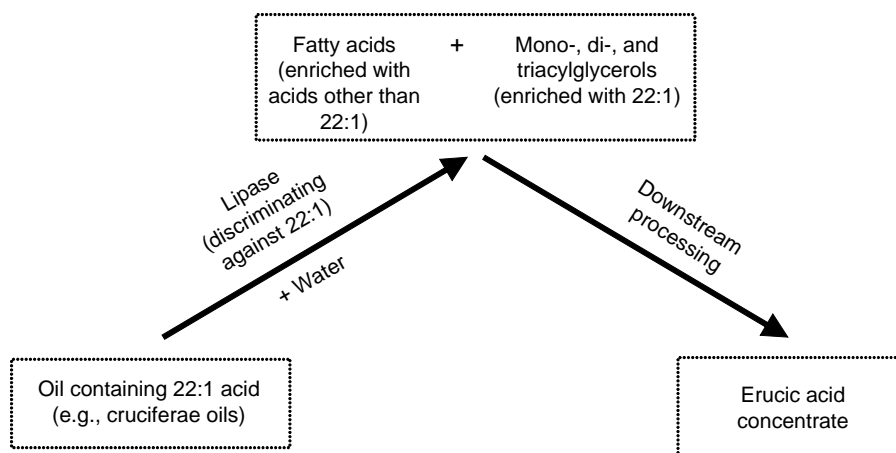 Fatty acids
(enriched with
acids other than
22:1)
+
Mono-, di-, and
triacylglycerols
(enriched with 22:1)
Lipase
(discriminating
against 22:1)
+ Water
Downstream
processing
Oil containing 22:1 acid
(e.g., cruciferae oils)
Erucic acid
concentrate